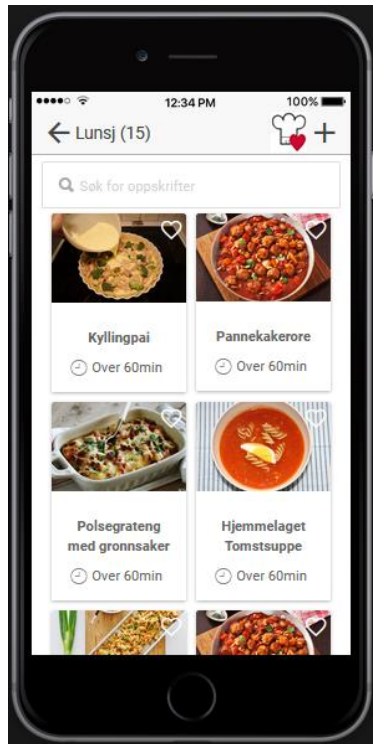 12:34 PM
100%
Lunsj (15)
Søk for oppskrifter
Kyllingpai
Over 60min
Pannekakerore
Over 60min
Polsegrateng
med gronnsaker
Over 60min
Hjemmelaget
Tomstsuppe
Over 60min